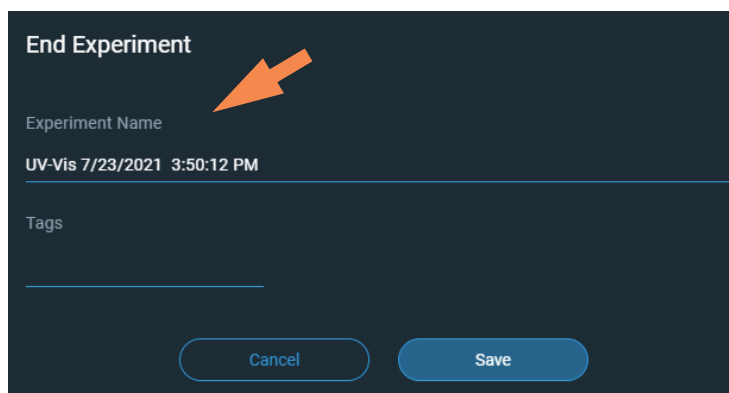 End Experiment
Experiment Name
UV-Vis 7/23/2021 3:50:12 PM
Tags
Cancel Save